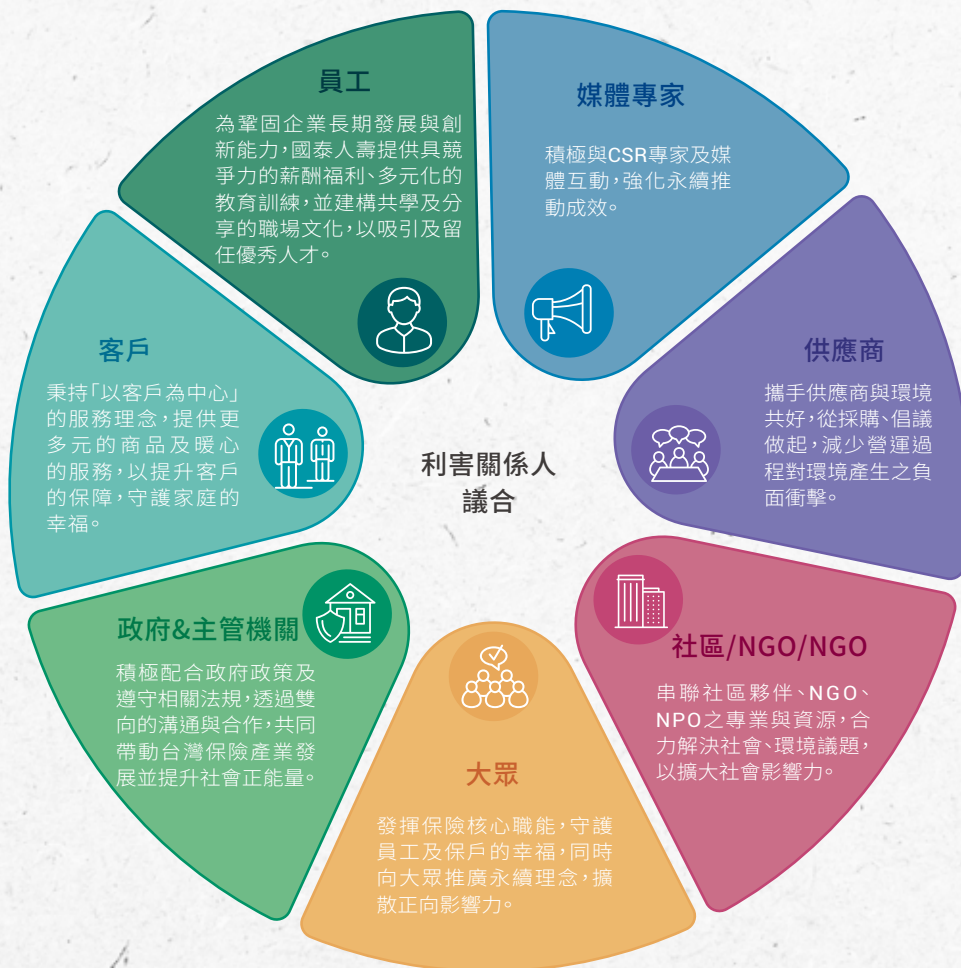 員工
為鞏固企業長期發展與創
新能力，國泰人壽提供具競
爭力的薪酬福利、多元化的
教育訓練，並建構共學及分
享的職場文化，以吸引及留
任優秀人才。
媒體專家
積極與CSR專家及媒
體互動，強化永續推
動成效。
供應商
攜手供應商與環境
共好，從採購、倡議
做起，減少營運過
程對環境產生之負
面衝擊。
社區/NGO/NGO
串聯社區夥伴、NGO、
NPO之專業與資源，合
力解決社會、環境議題，
以擴大社會影響力。
大眾
發揮保險核心職能，守護
員工及保戶的幸福，同時
向大眾推廣永續理念，擴
散正向影響力。
政府&主管機關
積極配合政府政策及
遵守相關法規，透過雙
向的溝通與合作，共同
帶動台灣保險產業發
展並提升社會正能量。
客戶
秉持「以客戶為中心」
的服務理念，提供更
多元的商品及暖心
的服務，以提升客戶
的保障，守護家庭的
幸福。
利害關係人
議合